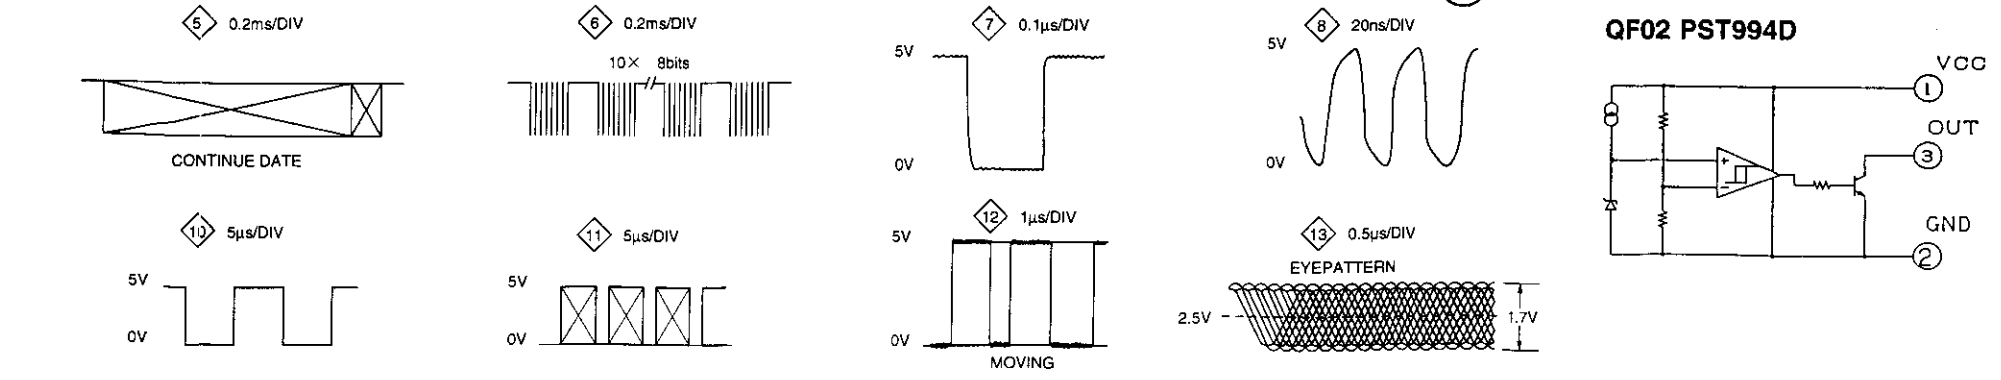 5 0.2ms/DIV
CONTINUE DATE
6 0.2ms/DIV
10× 8bits
7 0.1µs/DIV
5V
0V
8 20ns/DIV
5V
0V
QF02 PST994D
VCC
1
OUT
3
GND
2
+
−
10 5µs/DIV
5V
0V
11 5µs/DIV
5V
0V
12 1µs/DIV
5V
0V
MOVING
13 0.5µs/DIV
EYEPATTERN
2.5V
1.7V